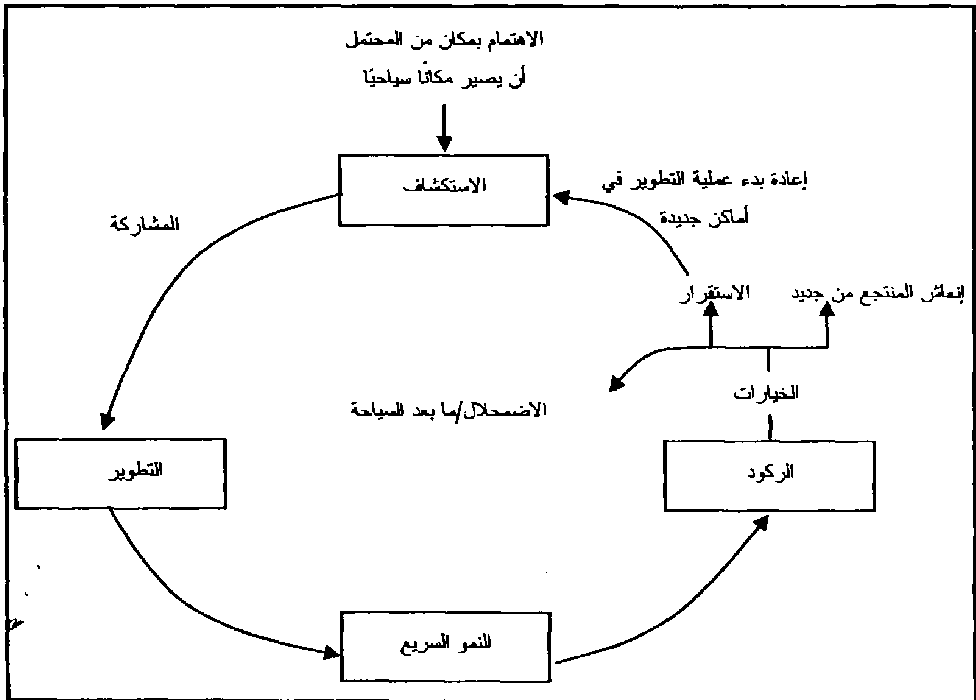 الاهتمام بمكان من المحتمل
أن يصير مكانًا سياحيًا
الاستكشاف
إعادة بدء عملية التطوير في
أماكن جديدة
المشاركة
الاستقرار
إنعاش المنتجع من جديد
الخيارات
الاضمحلال/ما بعد السياحة
التطوير
الركود
النمو السريع